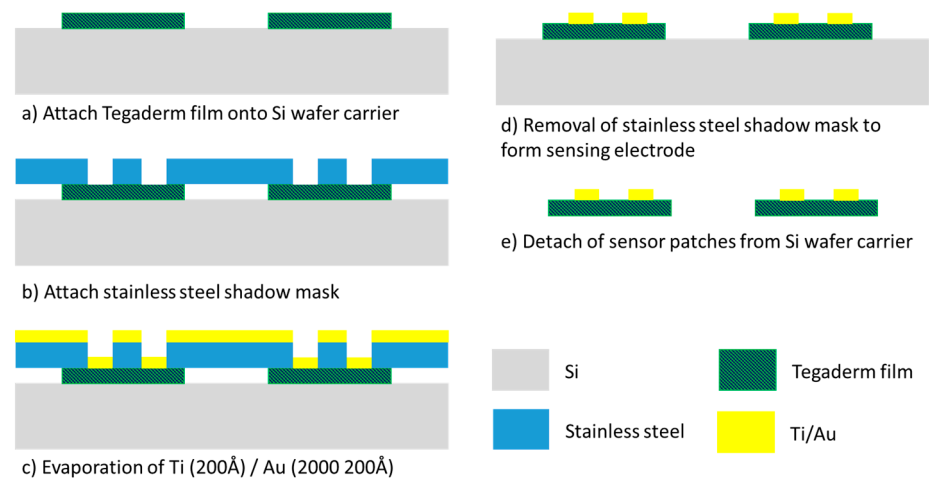 a) Attach Tegaderm film onto Si wafer carrier
b) Attach stainless steel shadow mask
c) Evaporation of Ti (200Å) / Au (2000 200Å)
d) Removal of stainless steel shadow mask to
form sensing electrode
e) Detach of sensor patches from Si wafer carrier
Si
Tegaderm film
Stainless steel
Ti/Au